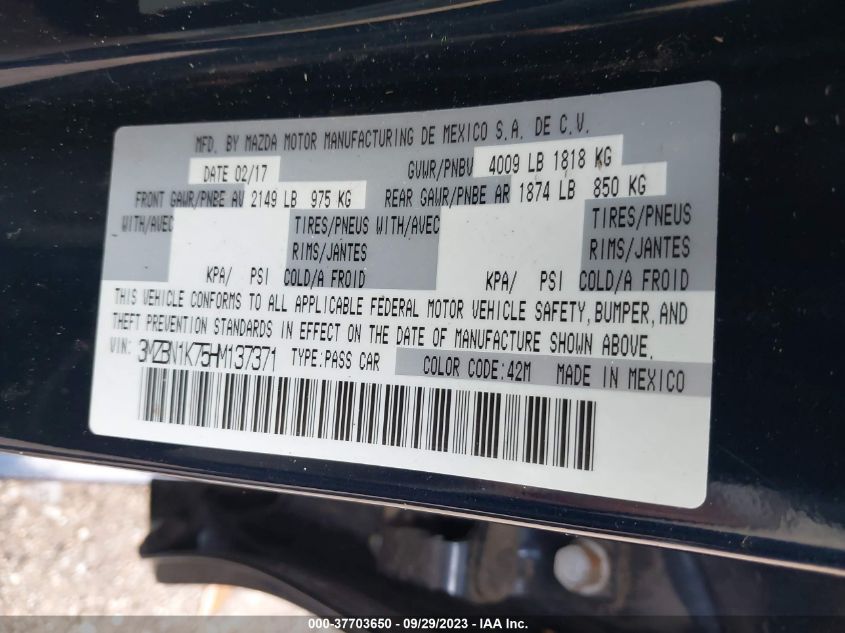 MFD. BY MAZDA MOTOR MANUFACTURING DE MEXICO S.A. DE C.V.
DATE 02/17 GVWR/PNBV 4009 LB 1818 KG
FRONT GAWR/PNBE AV 2149 LB 975 KG REAR GAWR/PNBE AR 1874 LB 850 KG
WITH/AVEC TIRES/PNEUS WITH/AVEC TIRES/PNEUS
RIMS/JANTES RIMS/JANTES
KPA/ PSI COLD/A FROID KPA/ PSI COLD/A FROID
THIS VEHICLE CONFORMS TO ALL APPLICABLE FEDERAL MOTOR VEHICLE SAFETY, BUMPER, AND
THEFT PREVENTION STANDARDS IN EFFECT ON THE DATE OF MANUFACTURE SHOWN ABOVE.
VIN: 3MZBN1K75HM137371 TYPE:PASS CAR COLOR CODE:42M MADE IN MEXICO
000-37703650 - 09/29/2023 - IAA Inc.